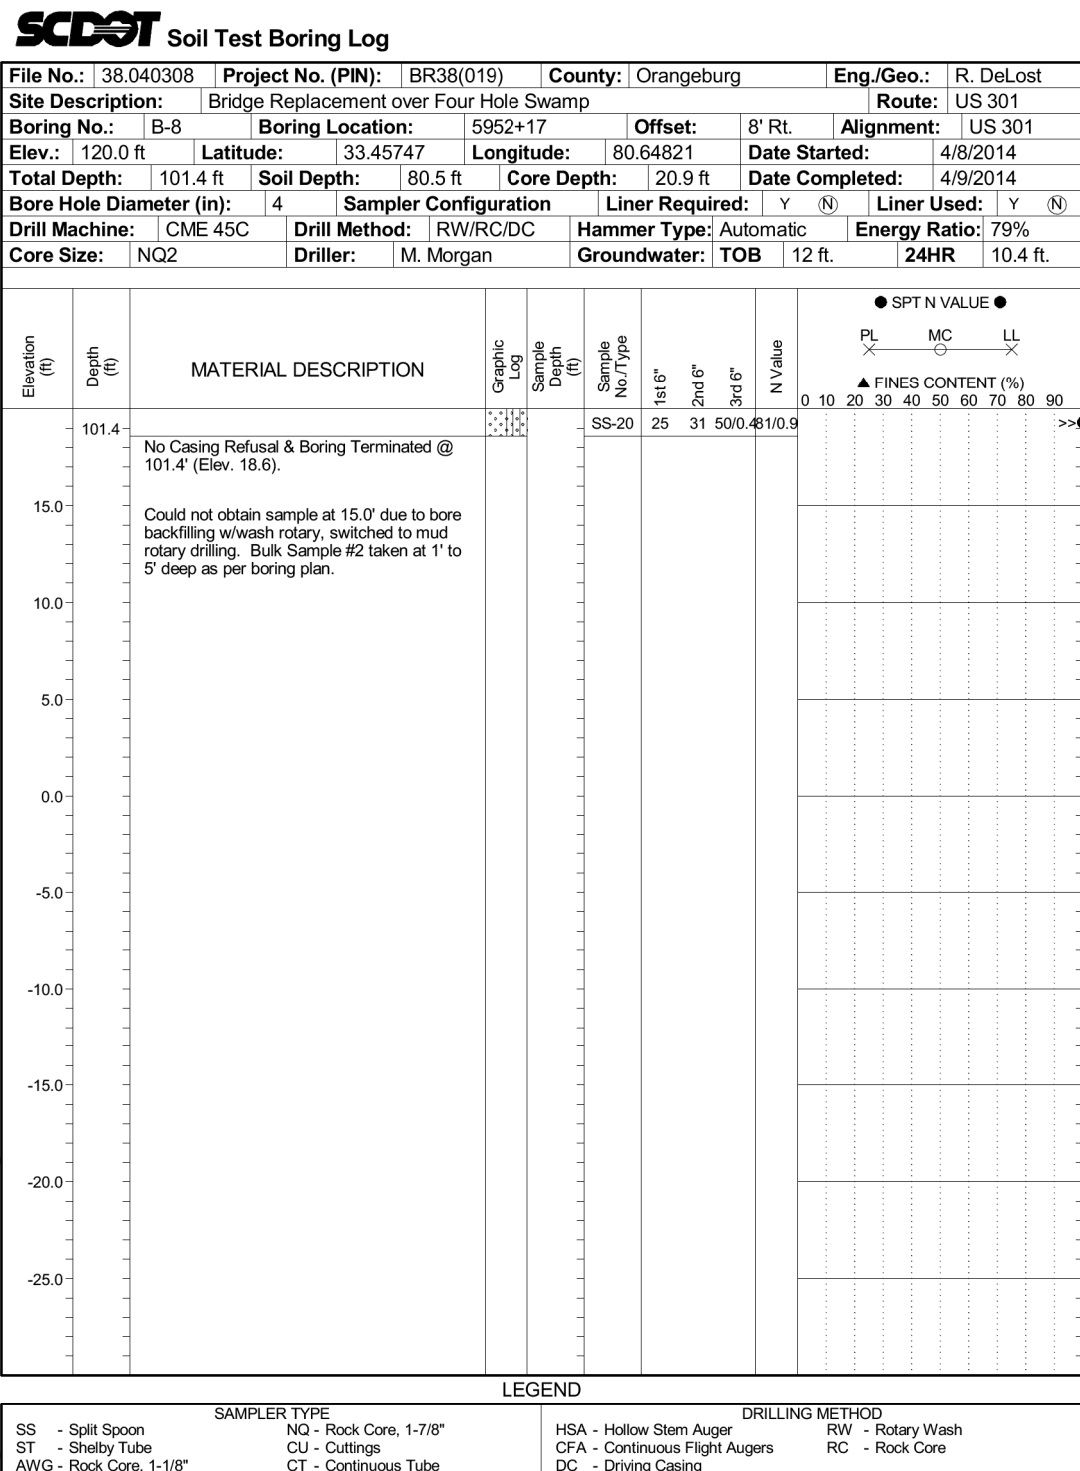 SCDOT Soil Test Boring Log
File No.: 38.040308 Project No. (PIN): BR38(019) County: Orangeburg Eng./Geo.: R. DeLost
Site Description: Bridge Replacement over Four Hole Swamp Route: US 301
Boring No.: B-8 Boring Location: 5952+17 Offset: 8' Rt. Alignment: US 301
Elev.: 120.0 ft Latitude: 33.45747 Longitude: 80.64821 Date Started: 4/8/2014
Total Depth: 101.4 ft Soil Depth: 80.5 ft Core Depth: 20.9 ft Date Completed: 4/9/2014
Bore Hole Diameter (in): 4 Sampler Configuration Liner Required: Y N Liner Used: Y N
Drill Machine: CME 45C Drill Method: RW/RC/DC Hammer Type: Automatic Energy Ratio: 79%
Core Size: NQ2 Driller: M. Morgan Groundwater: TOB 12 ft. 24HR 10.4 ft.
Elevation (ft)
Depth (ft)
MATERIAL DESCRIPTION
Graphic Log
Sample Depth (ft)
Sample No./Type
1st 6"
2nd 6"
3rd 6"
N Value
● SPT N VALUE ●
PL MC LL
▲ FINES CONTENT (%)
0 10 20 30 40 50 60 70 80 90
101.4 SS-20 25 31 50/0.4 81/0.9 >>
No Casing Refusal & Boring Terminated @
101.4' (Elev. 18.6).
15.0
Could not obtain sample at 15.0' due to bore
backfilling w/wash rotary, switched to mud
rotary drilling. Bulk Sample #2 taken at 1' to
5' deep as per boring plan.
10.0
5.0
0.0
-5.0
-10.0
-15.0
-20.0
-25.0
LEGEND
SAMPLER TYPE DRILLING METHOD
SS - Split Spoon NQ - Rock Core, 1-7/8" HSA - Hollow Stem Auger RW - Rotary Wash
ST - Shelby Tube CU - Cuttings CFA - Continuous Flight Augers RC - Rock Core
AWG - Rock Core, 1-1/8" CT - Continuous Tube DC - Driving Casing